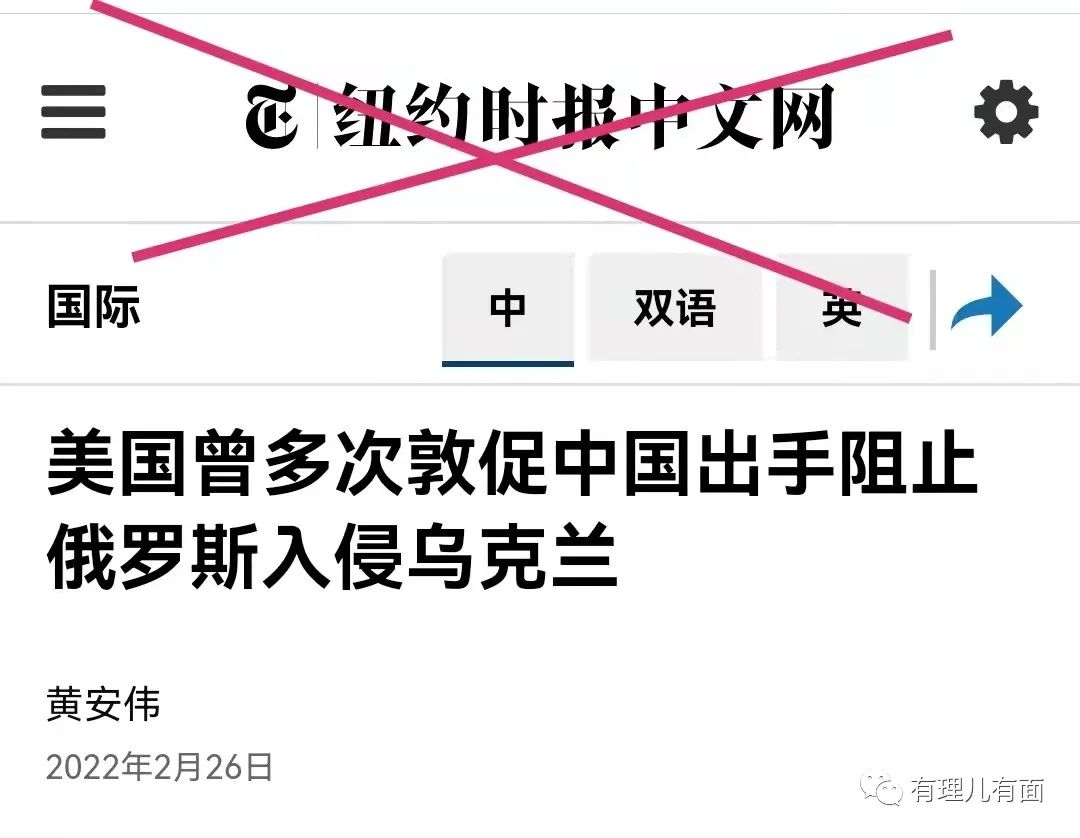 T|纽约时报中文网
国际 中 双语 英
美国曾多次敦促中国出手阻止
俄罗斯入侵乌克兰
黄安伟
2022年2月26日
有理儿有面